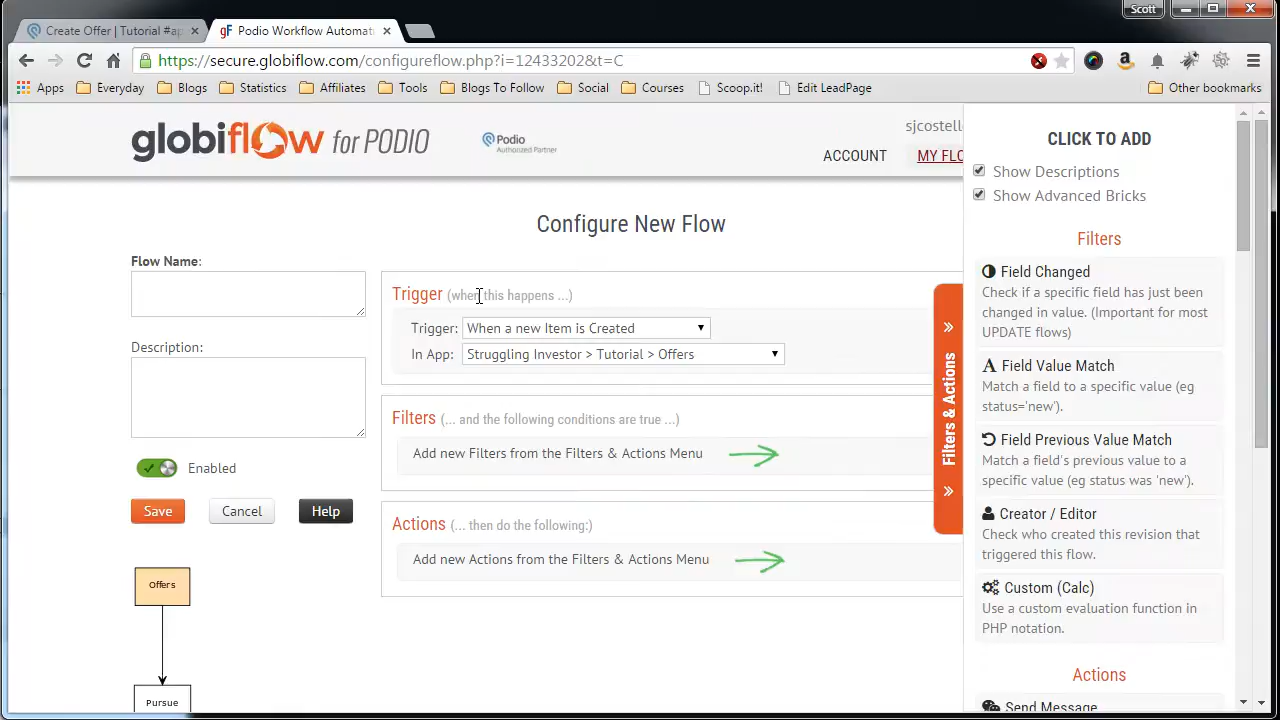 Scott
Create Offer | Tutorial #ap
gF Podio Workflow Automat
https://secure.globiflow.com/configureflow.php?i=12433202&t=C
Apps Everyday Blogs Statistics Affiliates Tools Blogs To Follow Social Courses Scoop.it! Edit LeadPage Other bookmarks
globiflow for PODIO
Podio
Authorized Partner
sjcostell
ACCOUNT MY FLO
Configure New Flow
Flow Name:
Description:
Enabled
Save Cancel Help
Offers
Pursue
Trigger (when this happens ...)
Trigger: When a new Item is Created
In App: Struggling Investor > Tutorial > Offers
Filters (... and the following conditions are true ...)
Add new Filters from the Filters & Actions Menu
Actions (... then do the following:)
Add new Actions from the Filters & Actions Menu
Filters & Actions
CLICK TO ADD
Show Descriptions
Show Advanced Bricks
Filters
Field Changed
Check if a specific field has just been
changed in value. (Important for most
UPDATE flows)
Field Value Match
Match a field to a specific value (eg
status='new').
Field Previous Value Match
Match a field's previous value to a
specific value (eg status was 'new').
Creator / Editor
Check who created this revision that
triggered this flow.
Custom (Calc)
Use a custom evaluation function in
PHP notation.
Actions
Send Message